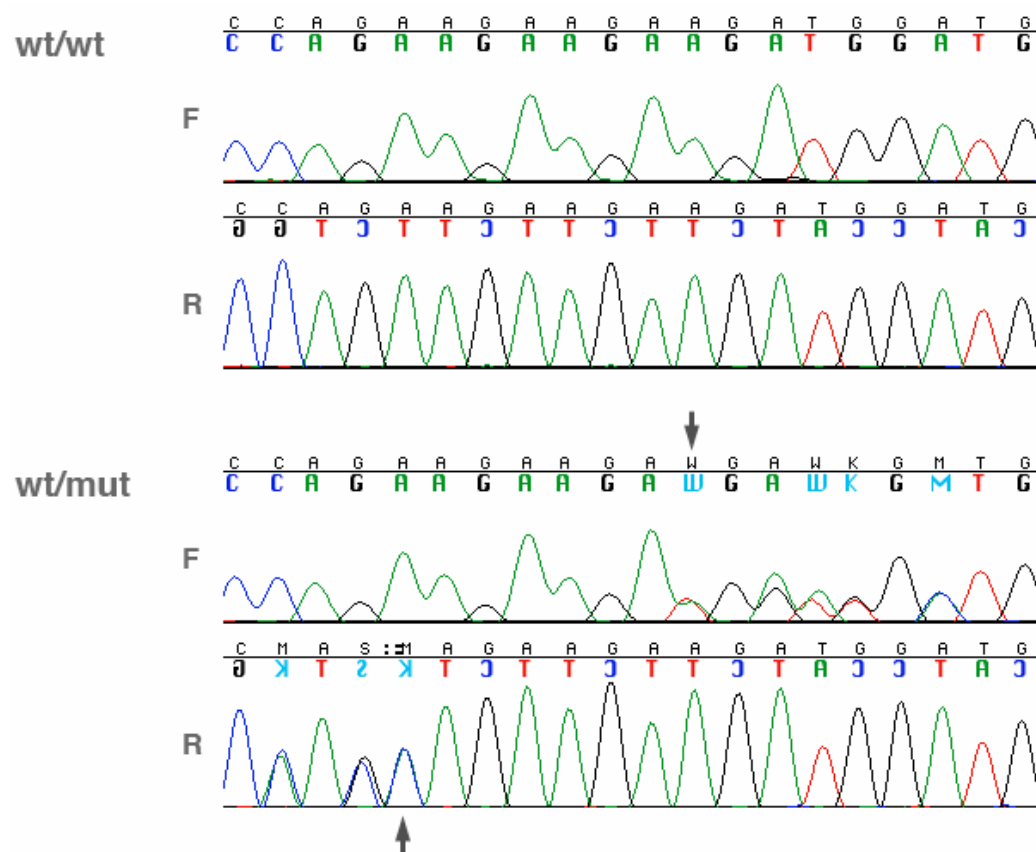 C C A G A A G A A G A A G A T G G A T G
wt/wt
C C A G A A G A A G A A G A T G G A T G
F
C C A G A A G A A G A A G A T G G A T G
G G T C T T C T T C T T C T A C C T A C
R
C C A G A A G A A G A W G A W K G M T G
wt/mut
C C A G A A G A A G A W G A W K G M T G
F
C M A S :: M A G A A G A A G A T G G A T G
G K T S K T C T T C T T C T A C C T A C
R